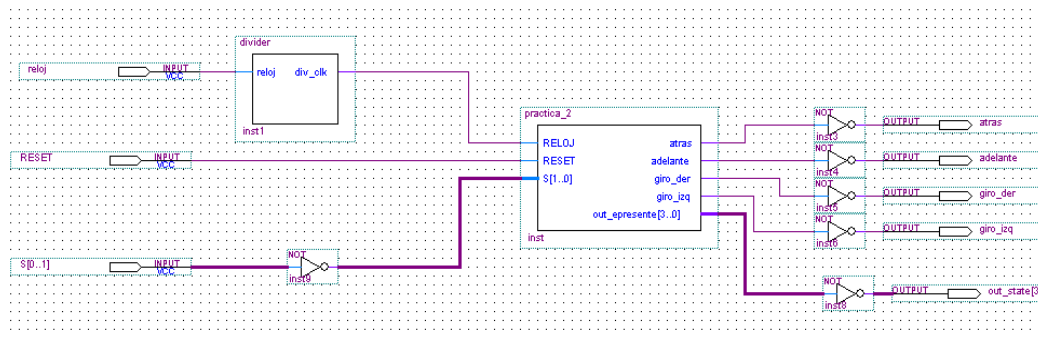 divider
reloj INPUT VCC reloj div_clk
inst1
practica_2
RELOJ atras NOT inst3 OUTPUT atras
RESET INPUT VCC RESET adelante NOT inst4 OUTPUT adelante
S[1..0] giro_der NOT inst5 OUTPUT giro_der
giro_izq NOT inst6 OUTPUT giro_izq
out_epresente[3..0]
inst
S[0..1] INPUT VCC NOT inst9
NOT inst8 OUTPUT out_state[3